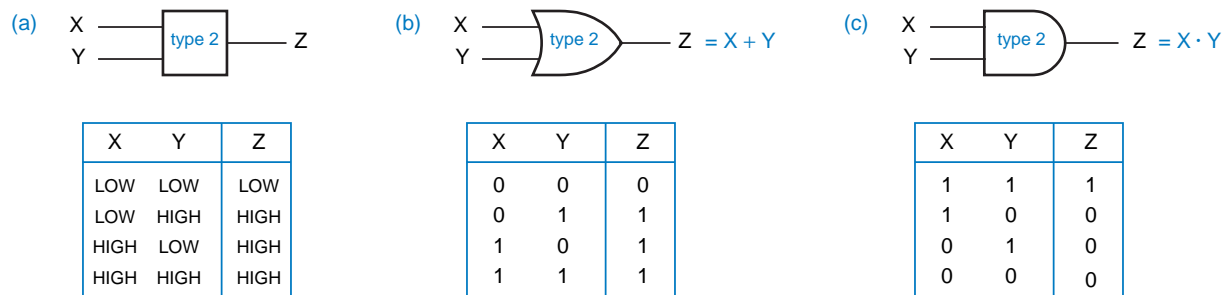 (a) X Y type 2 Z
X Y Z
LOW LOW LOW
LOW HIGH HIGH
HIGH LOW HIGH
HIGH HIGH HIGH
(b) X Y type 2 Z = X + Y
X Y Z
0 0 0
0 1 1
1 0 1
1 1 1
(c) X Y type 2 Z = X · Y
X Y Z
1 1 1
1 0 0
0 1 0
0 0 0